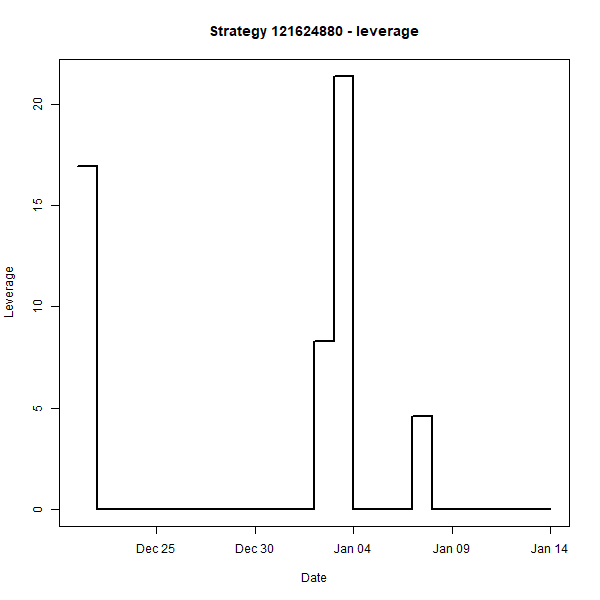 Strategy 121624880 - leverage
Leverage
20
15
10
5
0
Dec 25
Dec 30
Jan 04
Jan 09
Jan 14
Date